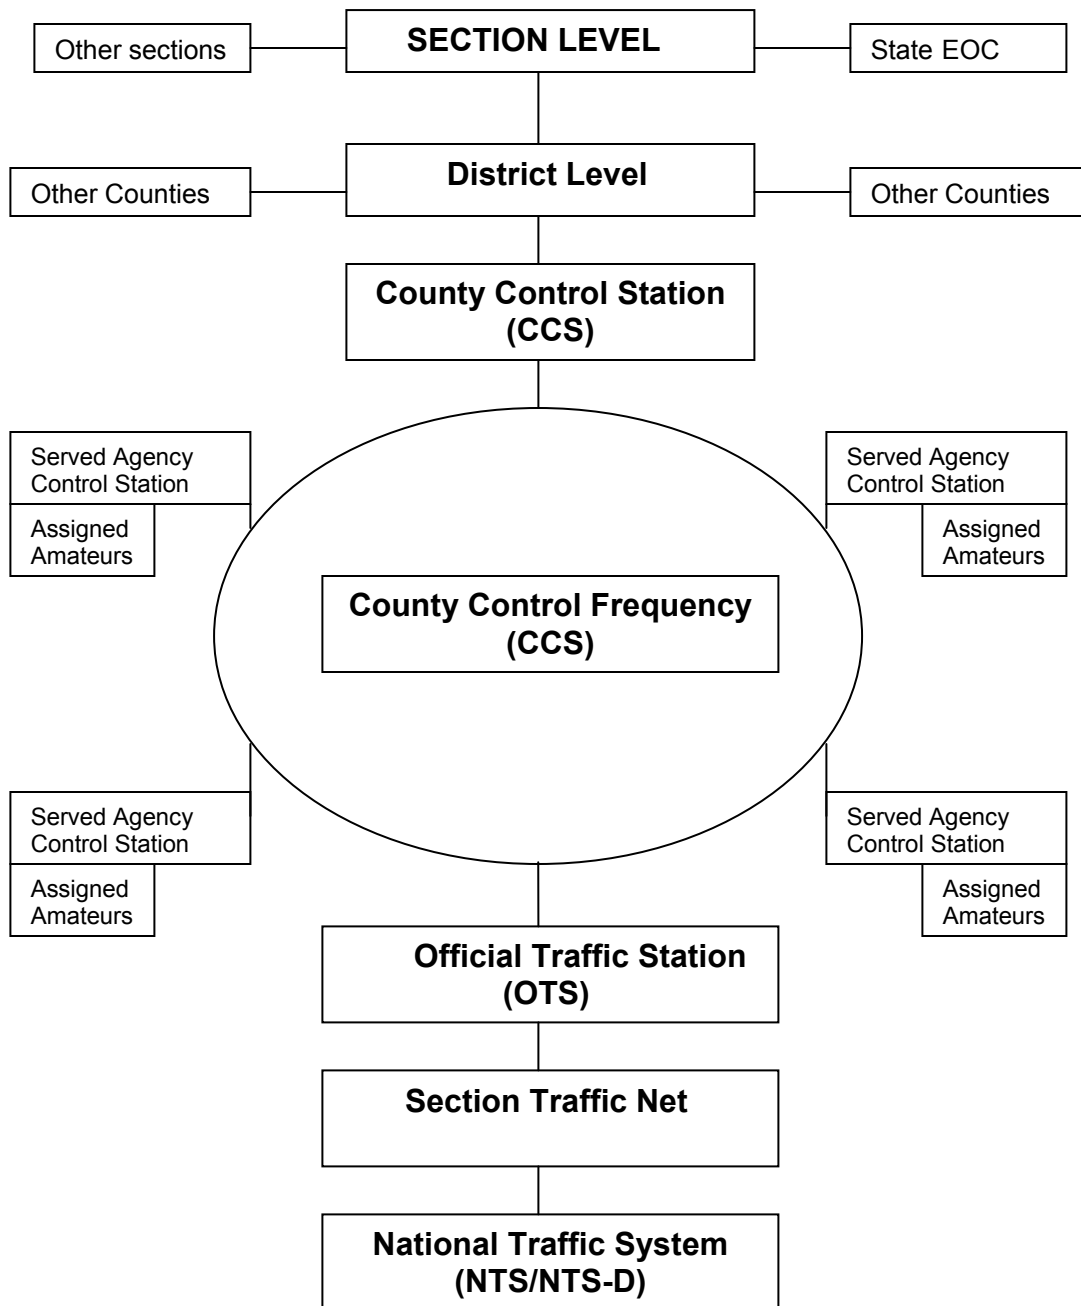 Other sections
SECTION LEVEL
State EOC
Other Counties
District Level
Other Counties
County Control Station
(CCS)
Served Agency
Control Station
Assigned
Amateurs
Served Agency
Control Station
Assigned
Amateurs
County Control Frequency
(CCS)
Served Agency
Control Station
Assigned
Amateurs
Served Agency
Control Station
Assigned
Amateurs
Official Traffic Station
(OTS)
Section Traffic Net
National Traffic System
(NTS/NTS-D)